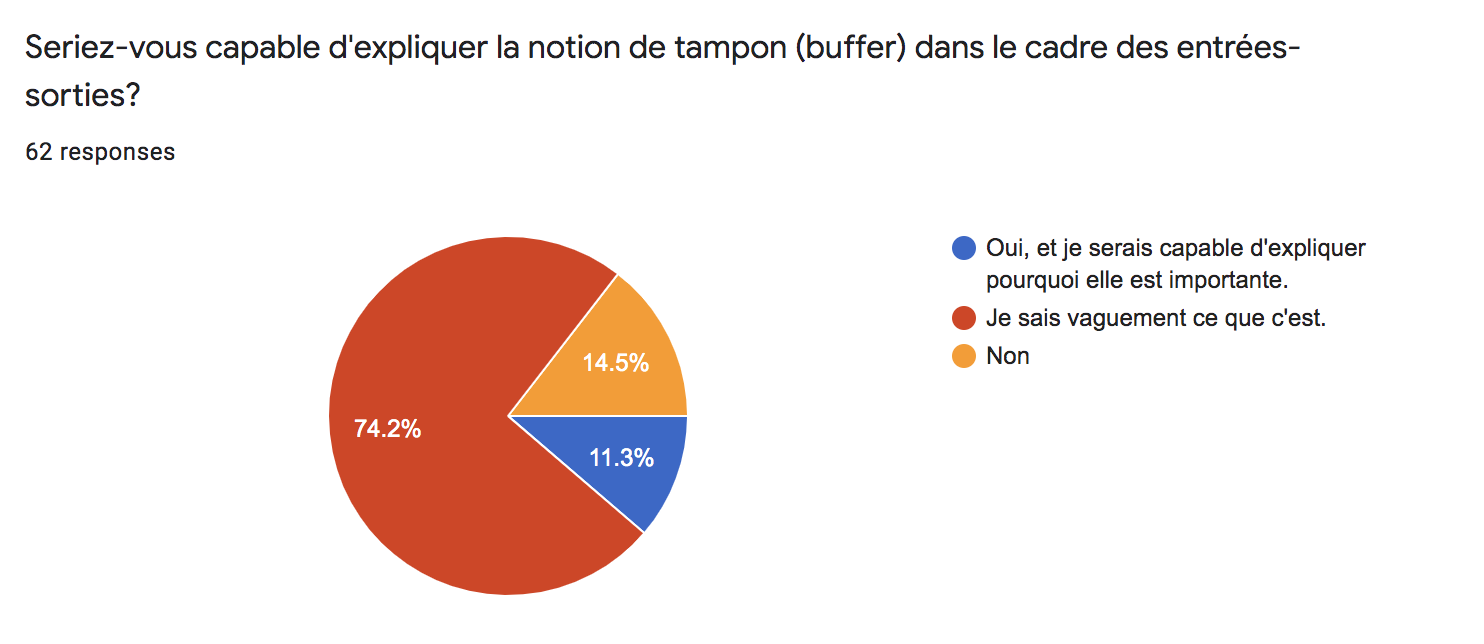 Seriez-vous capable d'expliquer la notion de tampon (buffer) dans le cadre des entrées-
sorties?
62 responses
Oui, et je serais capable d'expliquer
pourquoi elle est importante.
Je sais vaguement ce que c'est.
Non
14.5%
74.2%
11.3%